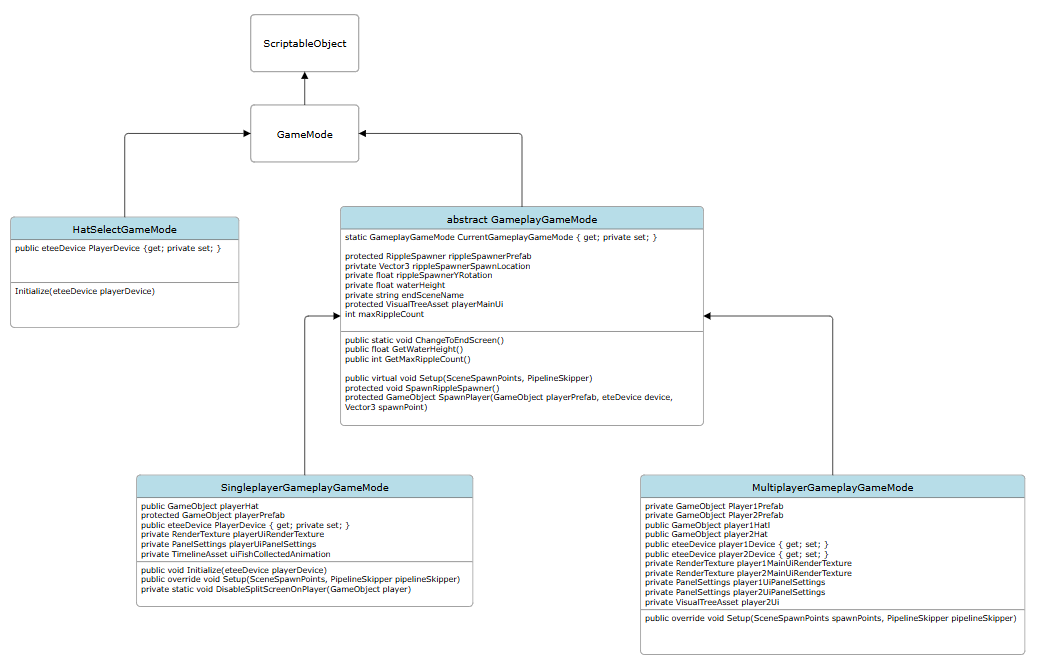 ScriptableObject
GameMode
HatSelectGameMode
public eteeDevice PlayerDevice {get; private set; }
Initialize(eteeDevice playerDevice)
abstract GameplayGameMode
static GameplayGameMode CurrentGameplayGameMode { get; private set; }
protected RippleSpawner rippleSpawnerPrefab
privtate Vector3 rippleSpawnerSpawnLocation
private float rippleSpawnerYRotation
private float waterHeight
private string endSceneName
protected VisualTreeAsset playerMainUi
int maxRippleCount
public static void ChangeToEndScreen()
public float GetWaterHeight()
public int GetMaxRippleCount()
public virtual void Setup(SceneSpawnPoints, PipelineSkipper)
protected void SpawnRippleSpawner()
protected GameObject SpawnPlayer(GameObject playerPrefab, eteDevice device,
Vector3 spawnPoint)
SingleplayerGameplayGameMode
public GameObject playerHat
protected GameObject playerPrefab
public eteeDevice PlayerDevice { get; private set; }
private RenderTexture playerUiRenderTexture
private PanelSettings playerUiPanelSettings
private TimelineAsset uiFishCollectedAnimation
public void Initialize(eteeDevice playerDevice)
public override void Setup(SceneSpawnPoints, PipelineSkipper pipelineSkipper)
private static void DisableSplitScreenOnPlayer(GameObject player)
MultiplayerGameplayGameMode
private GameObject Player1Prefab
private GameObject Player2Prefab
public GameObject player1Hatl
public GameObject player2Hat
public eteeDevice player1Device { get; set; }
public eteeDevice player2Device { get; set; }
private RenderTexture player1MainUiRenderTexture
private RenderTexture player2MainUiRenderTexture
private PanelSettings player1UiPanelSettings
private PanelSettings player2UiPanelSettings
private VisualTreeAsset player2Ui
public override void Setup(SceneSpawnPoints spawnPoints, PipelineSkipper pipelineSkipper)